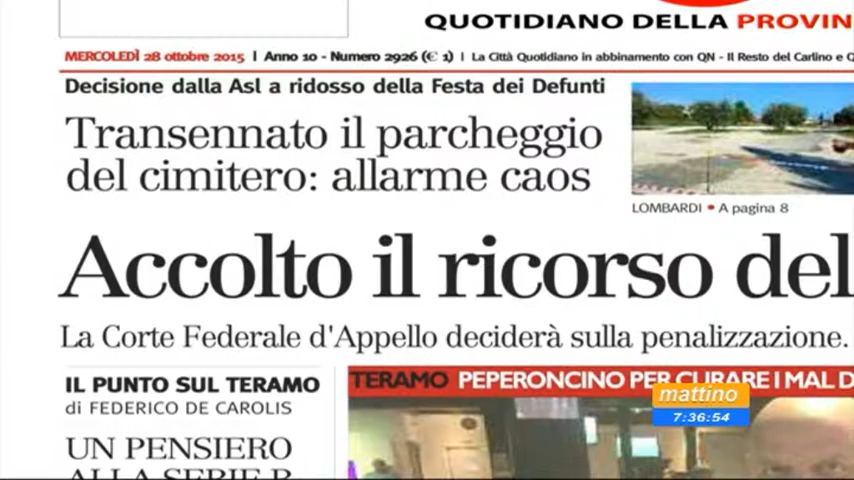 QUOTIDIANO DELLA PROVIN
MERCOLEDÌ 28 ottobre 2015 | Anno 10 - Numero 2926 (€ 1) | La Città Quotidiano in abbinamento con QN - Il Resto del Carlino e Q
Decisione dalla Asl a ridosso della Festa dei Defunti
Transennato il parcheggio
del cimitero: allarme caos
LOMBARDI • A pagina 8
Accolto il ricorso del
La Corte Federale d'Appello deciderà sulla penalizzazione.
IL PUNTO SUL TERAMO
di FEDERICO DE CAROLIS
UN PENSIERO
ALLA SERIE B
TERAMO PEPERONCINO PER CURARE I MAL D
mattino
7:36:54